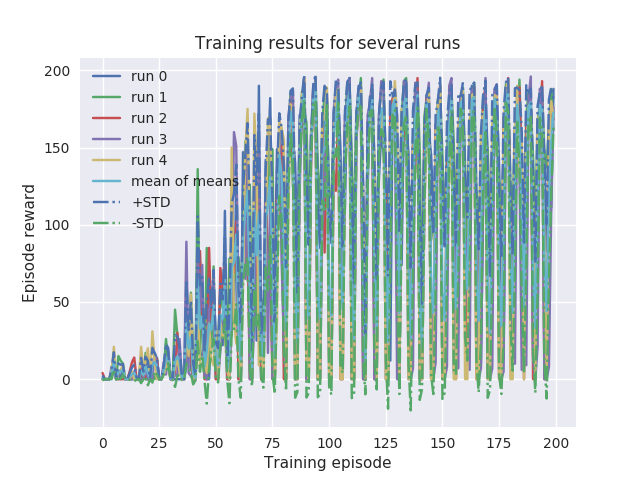 Training results for several runs
200
150
100
50
0
Episode reward
run 0
run 1
run 2
run 3
run 4
mean of means
+STD
-STD
0 25 50 75 100 125 150 175 200
Training episode